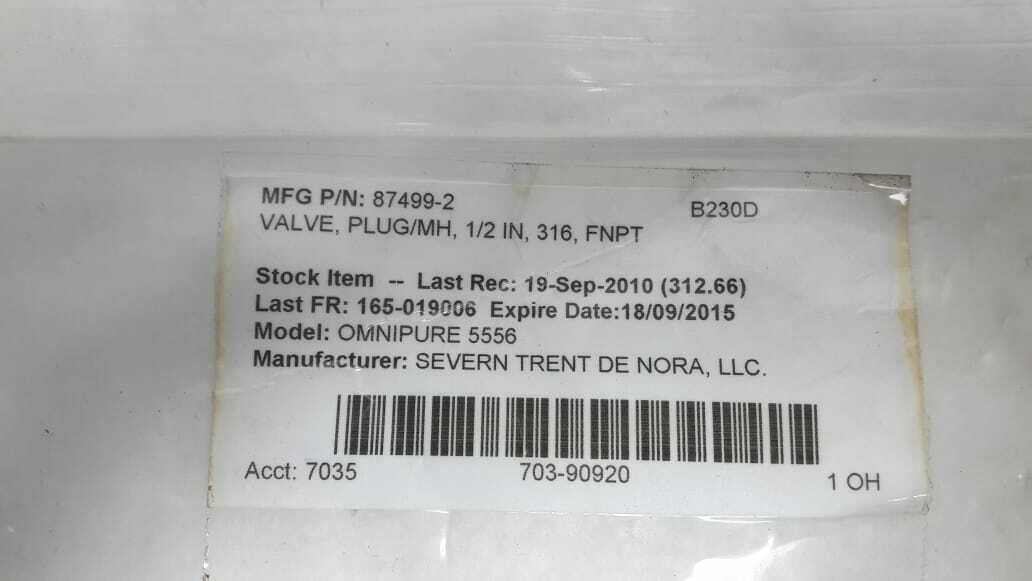 MFG P/N: 87499-2 B230D
VALVE, PLUG/MH, 1/2 IN, 316, FNPT
Stock Item -- Last Rec: 19-Sep-2010 (312.66)
Last FR: 165-019006 Expire Date:18/09/2015
Model: OMNIPURE 5556
Manufacturer: SEVERN TRENT DE NORA, LLC.
Acct: 7035 703-90920 1 OH